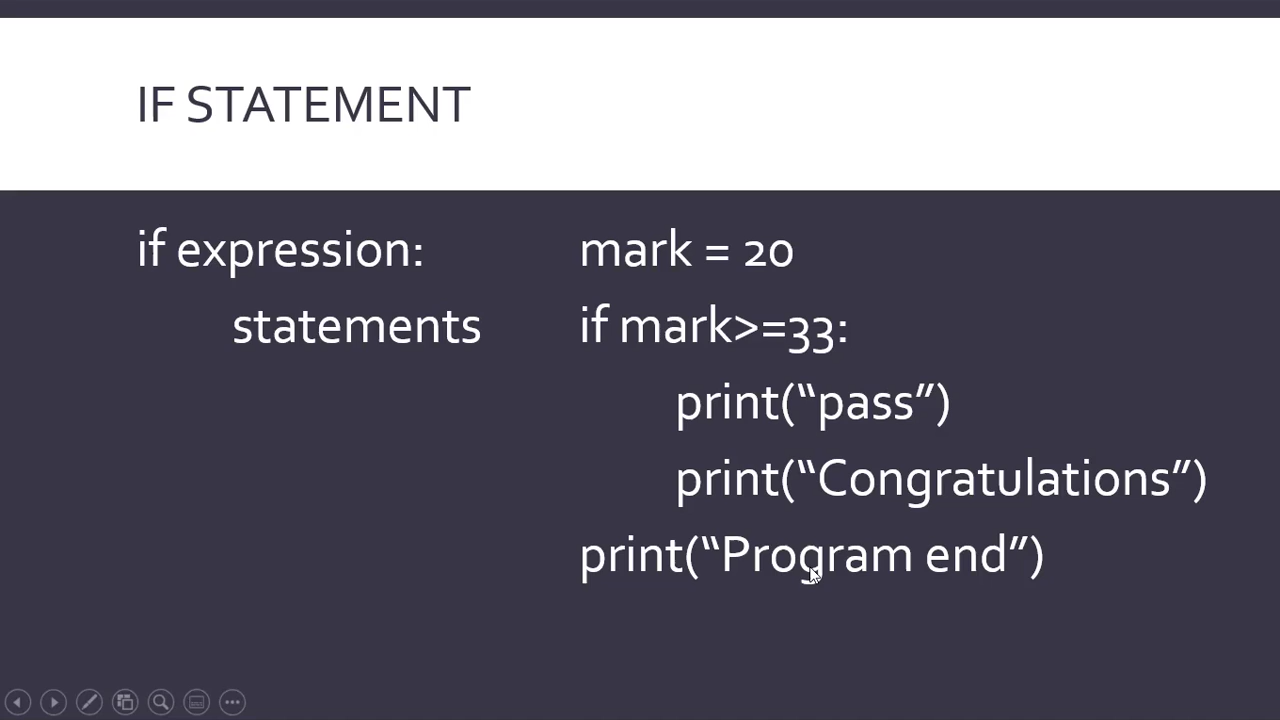 IF STATEMENT
if expression:
statements
mark = 20
if mark>=33:
print(“pass”)
print(“Congratulations”)
print(“Program end”)